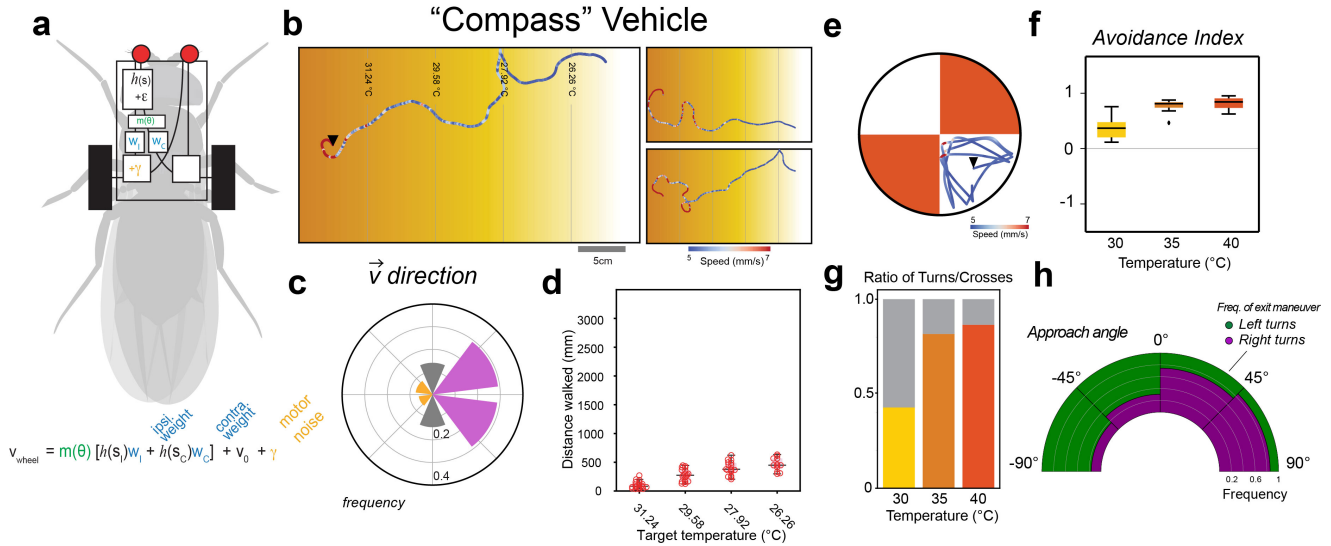 "Compass" Vehicle
a
h(s)
+ε
m(θ)
W_I
W_C
+γ
ipsi.
weight
contra.
weight
motor
noise
v_wheel = m(θ) [h(s_I)w_I + h(s_C)w_C] + v_0 + γ
b
31.24 °C
29.58 °C
27.92 °C
26.26 °C
5cm
5 Speed (mm/s) 7
c
v direction
0.2
0.4
frequency
d
Distance walked (mm)
3000
2500
2000
1500
1000
500
0
31.24
29.58
27.92
26.26
Target temperature (°C)
e
5 7
Speed (mm/s)
f
Avoidance Index
1
0
-1
30 35 40
Temperature (°C)
g
Ratio of Turns/Crosses
1.0
0.5
0
30 35 40
Temperature (°C)
h
Freq. of exit maneuver
Left turns
Right turns
Approach angle
0°
-45°
45°
-90°
90°
0.2 0.6 1
Frequency